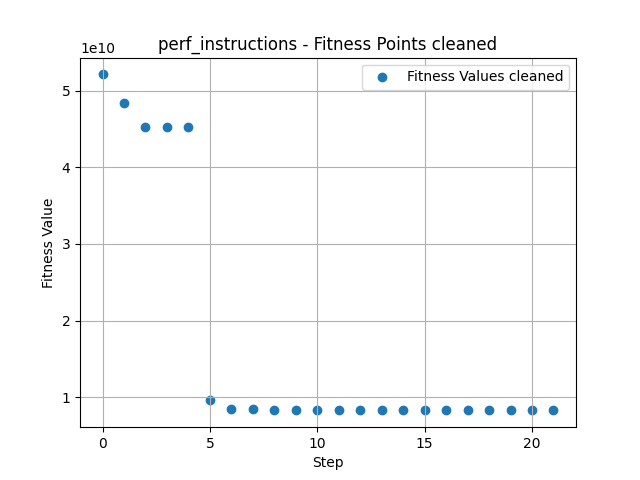 perf_instructions - Fitness Points cleaned
1e10
Fitness Values cleaned
5
4
3
2
1
Fitness Value
0 5 10 15 20
Step